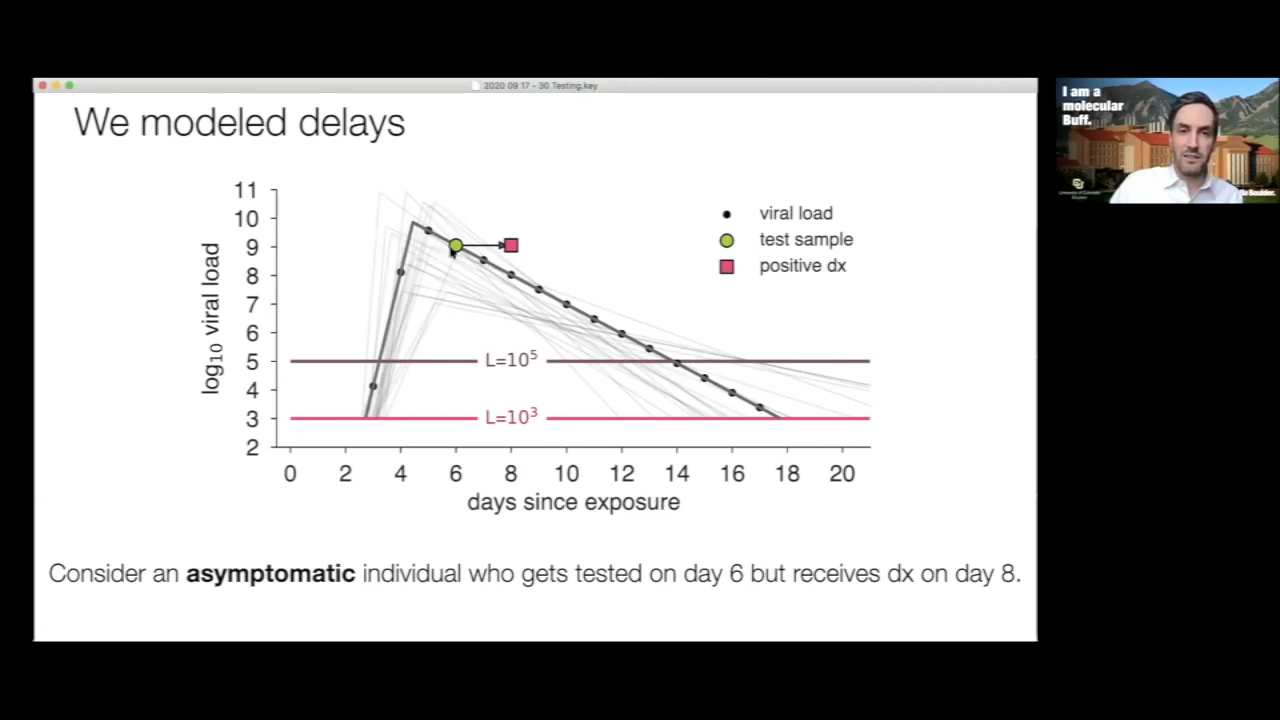 2020 09 17 - 30 Testing.key
We modeled delays
11
10
9
8
7
6
5
4
3
2
log10 viral load
viral load
test sample
positive dx
L=10^5
L=10^3
0 2 4 6 8 10 12 14 16 18 20
days since exposure
Consider an asymptomatic individual who gets tested on day 6 but receives dx on day 8.
I am a
molecular
Buff.
Boulder.